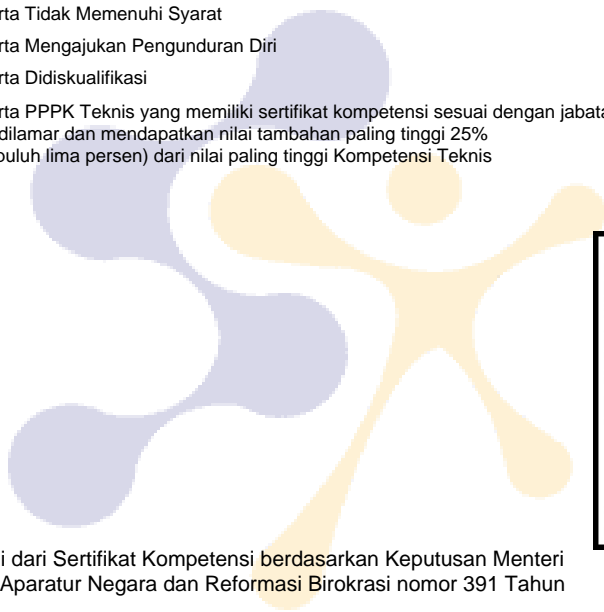 rta Tidak Memenuhi Syarat
rta Mengajukan Pengunduran Diri
rta Didiskualifikasi
rta PPPK Teknis yang memiliki sertifikat kompetensi sesuai dengan jabata
dilamar dan mendapatkan nilai tambahan paling tinggi 25%
puluh lima persen) dari nilai paling tinggi Kompetensi Teknis
i dari Sertifikat Kompetensi berdasarkan Keputusan Menteri
Aparatur Negara dan Reformasi Birokrasi nomor 391 Tahun